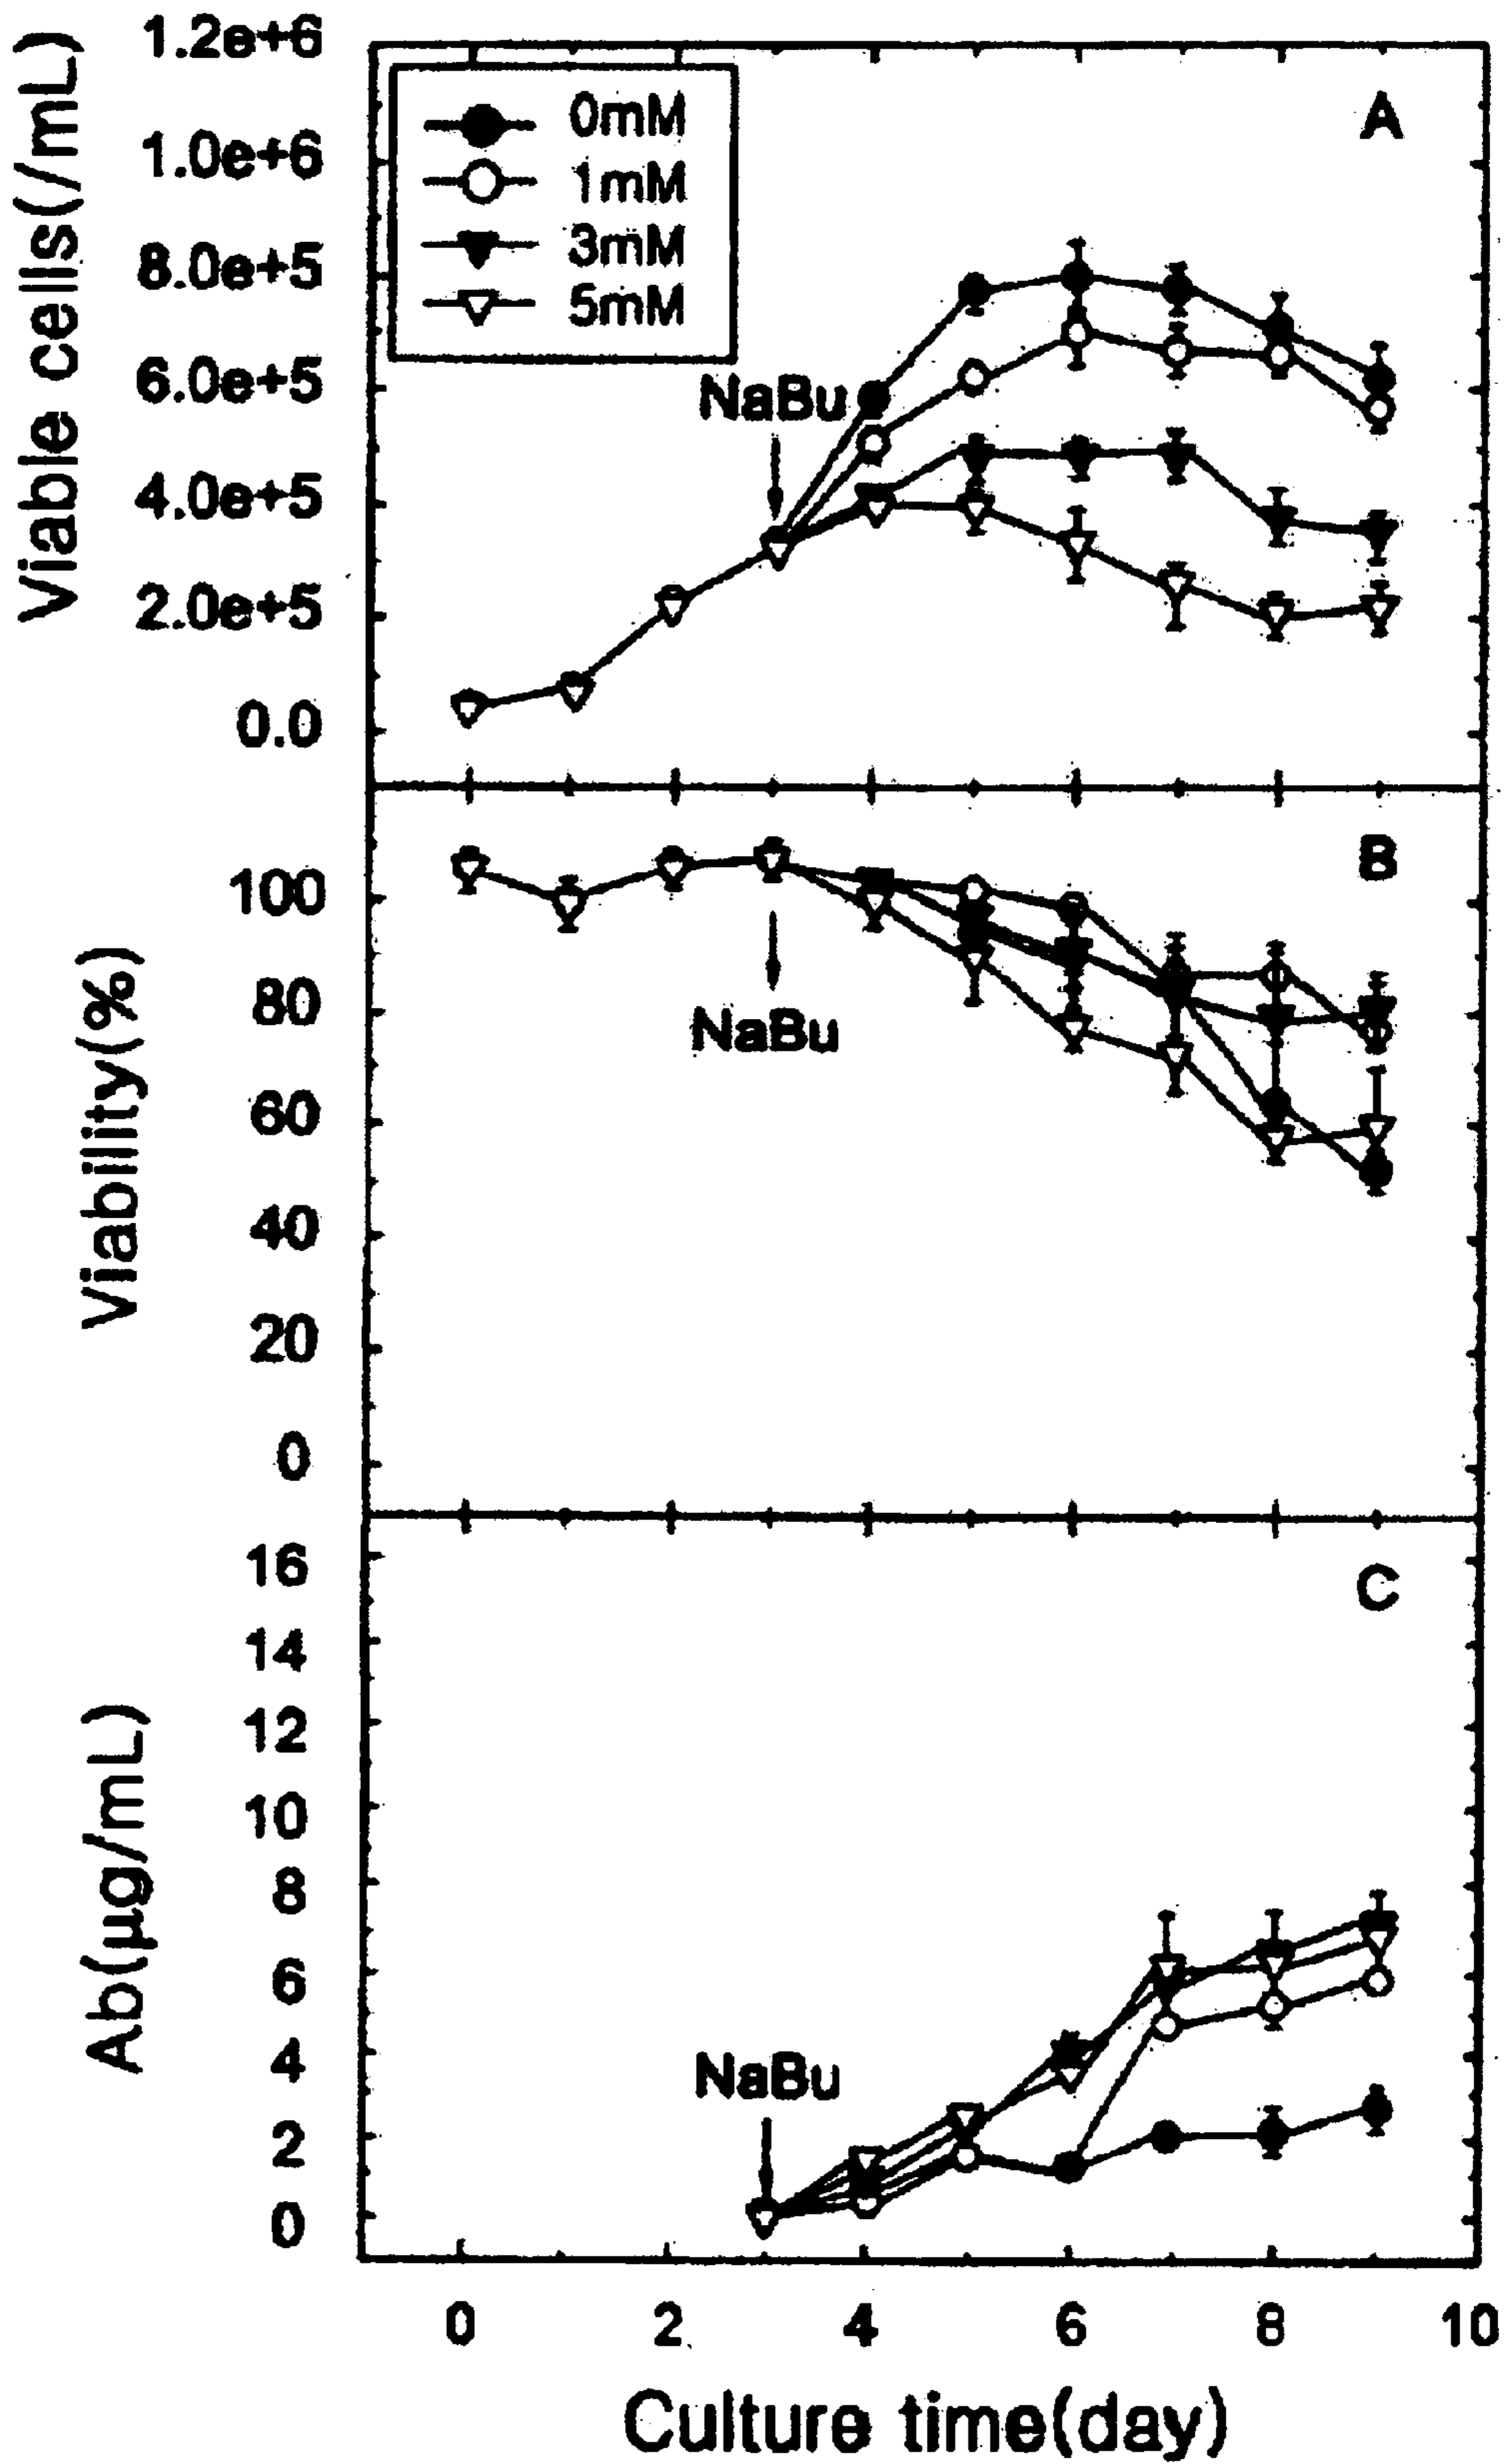 Viable cells(/mL)
1.2e+6
1.0e+6
8.0e+5
6.0e+5
4.0e+5
2.0e+5
0.0
0mM
1mM
3mM
5mM
A
NaBu
Viability(%)
100
80
60
40
20
0
B
NaBu
Ab(μg/mL)
16
14
12
10
8
6
4
2
0
C
NaBu
0 2 4 6 8 10
Culture time(day)